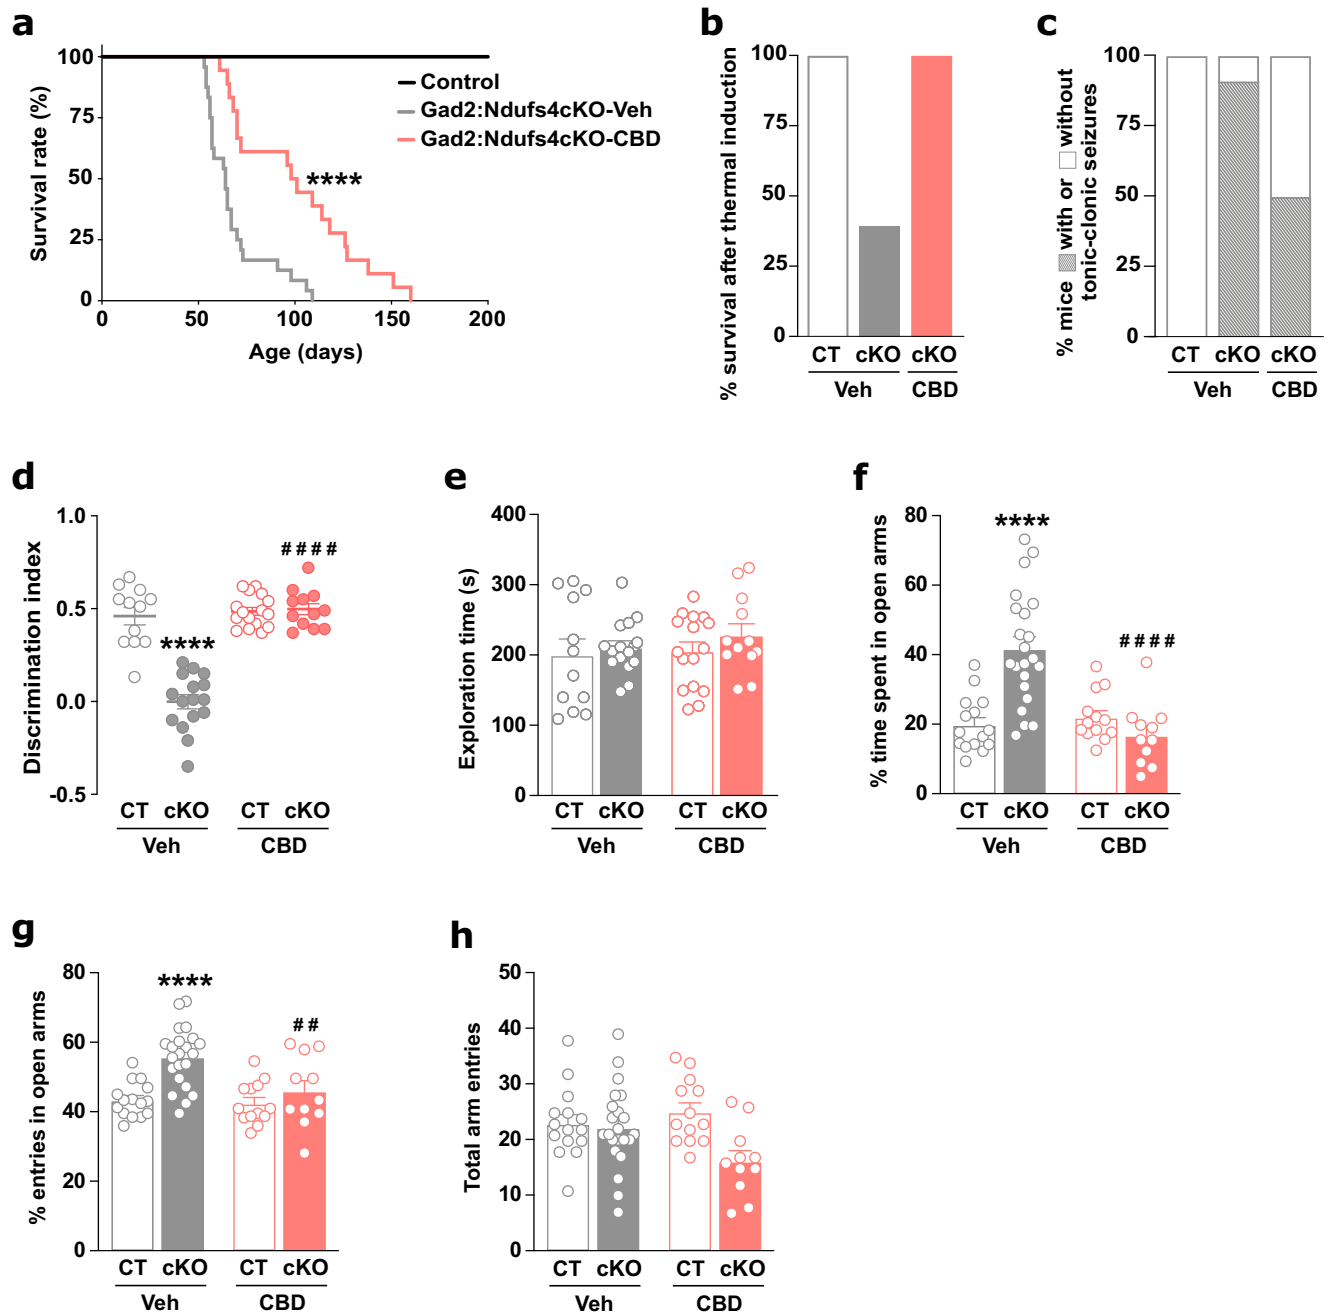 a
Survival rate (%)
100
75
50
25
0
0 50 100 150 200
Age (days)
Control
Gad2:Ndufs4cKO-Veh
Gad2:Ndufs4cKO-CBD
****
b
% survival after thermal induction
100
75
50
25
0
CT cKO cKO
Veh CBD
c
% mice with or without
tonic-clonic seizures
100
75
50
25
0
CT cKO cKO
Veh CBD
d
Discrimination index
1.0
0.5
0.0
-0.5
****
####
CT cKO CT cKO
Veh CBD
e
Exploration time (s)
400
300
200
100
0
CT cKO CT cKO
Veh CBD
f
% time spent in open arms
80
60
40
20
0
****
####
CT cKO CT cKO
Veh CBD
g
% entries in open arms
80
60
40
20
0
****
##
CT cKO CT cKO
Veh CBD
h
Total arm entries
50
40
30
20
10
0
CT cKO CT cKO
Veh CBD